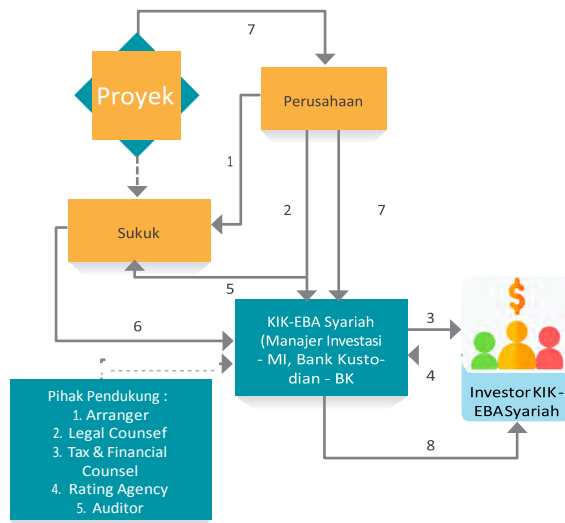 7
Proyek
Perusahaan
1
2
7
Sukuk
5
6
KIK-EBA Syariah
(Manajer Investasi
- MI, Bank Kusto-
dian - BK
3
$
4
Investor KIK -
EBA Syariah
8
Pihak Pendukung :
1. Arranger
2. Legal Counsef
3. Tax & Financial
Counsel
4. Rating Agency
5. Auditor